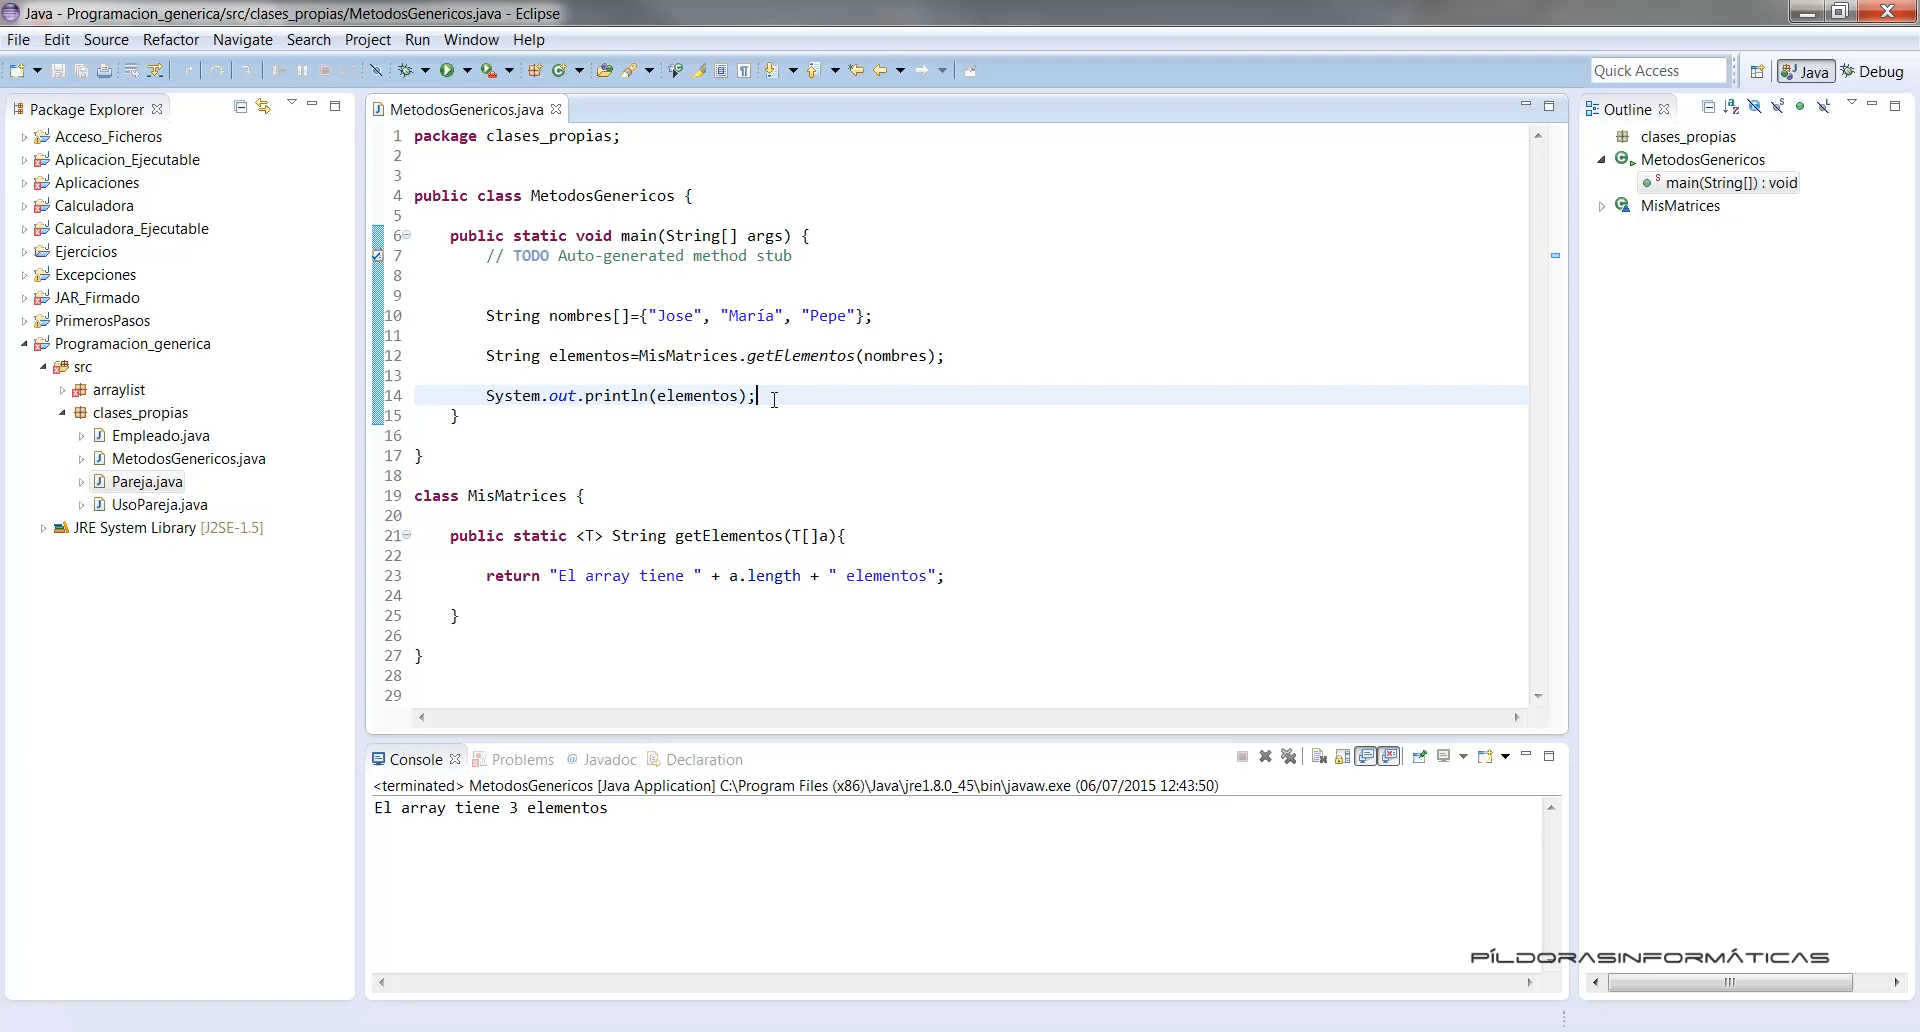 Java - Programacion_generica/src/clases_propias/MetodosGenericos.java - Eclipse
File Edit Source Refactor Navigate Search Project Run Window Help
Quick Access Java Debug
Package Explorer
Acceso_Ficheros
Aplicacion_Ejecutable
Aplicaciones
Calculadora
Calculadora_Ejecutable
Ejercicios
Excepciones
JAR_Firmado
PrimerosPasos
Programacion_generica
src
arraylist
clases_propias
Empleado.java
MetodosGenericos.java
Pareja.java
UsoPareja.java
JRE System Library [J2SE-1.5]
MetodosGenericos.java
1 package clases_propias;
2
3
4 public class MetodosGenericos {
5
6 public static void main(String[] args) {
7 // TODO Auto-generated method stub
8
9
10 String nombres[]={"Jose", "María", "Pepe"};
11
12 String elementos=MisMatrices.getElementos(nombres);
13
14 System.out.println(elementos);
15 }
16
17 }
18
19 class MisMatrices {
20
21 public static <T> String getElementos(T[]a){
22
23 return "El array tiene " + a.length + " elementos";
24
25 }
26
27 }
28
29
Console Problems @ Javadoc Declaration
<terminated> MetodosGenericos [Java Application] C:\Program Files (x86)\Java\jre1.8.0_45\bin\javaw.exe (06/07/2015 12:43:50)
El array tiene 3 elementos
Outline
clases_propias
MetodosGenericos
main(String[]) : void
MisMatrices
PÍLDORASINFORMÁTICAS